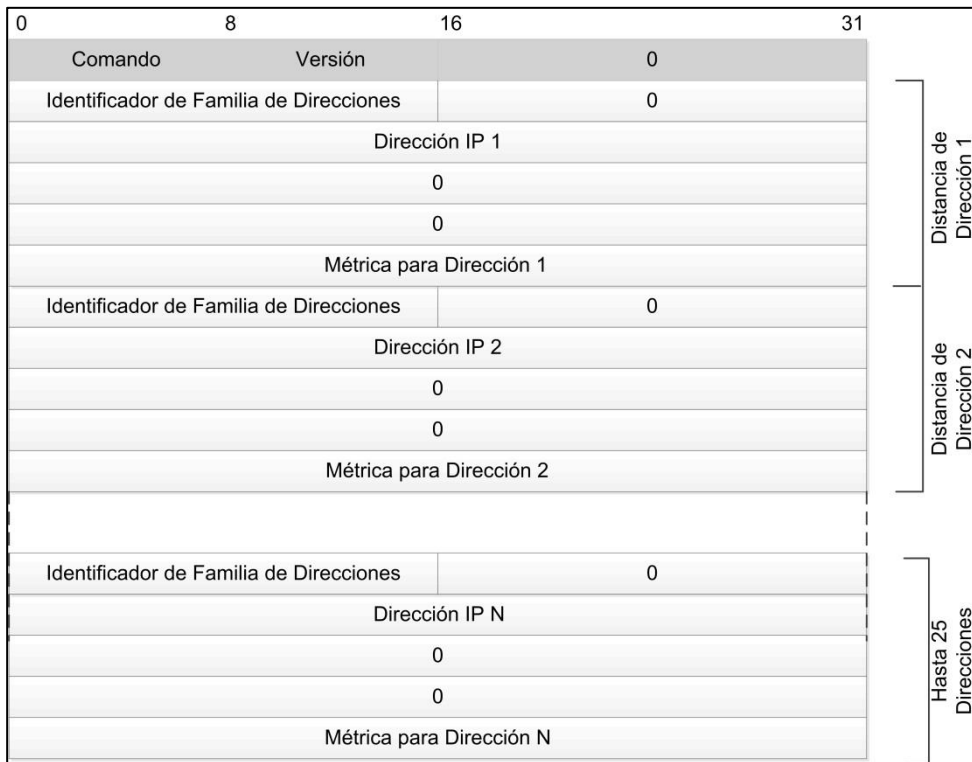 0 8 16 31
Comando Versión 0
Identificador de Familia de Direcciones 0
Dirección IP 1
0
0
Métrica para Dirección 1
Distancia de
Dirección 1
Identificador de Familia de Direcciones 0
Dirección IP 2
0
0
Métrica para Dirección 2
Distancia de
Dirección 2
Identificador de Familia de Direcciones 0
Dirección IP N
0
0
Métrica para Dirección N
Hasta 25
Direcciones